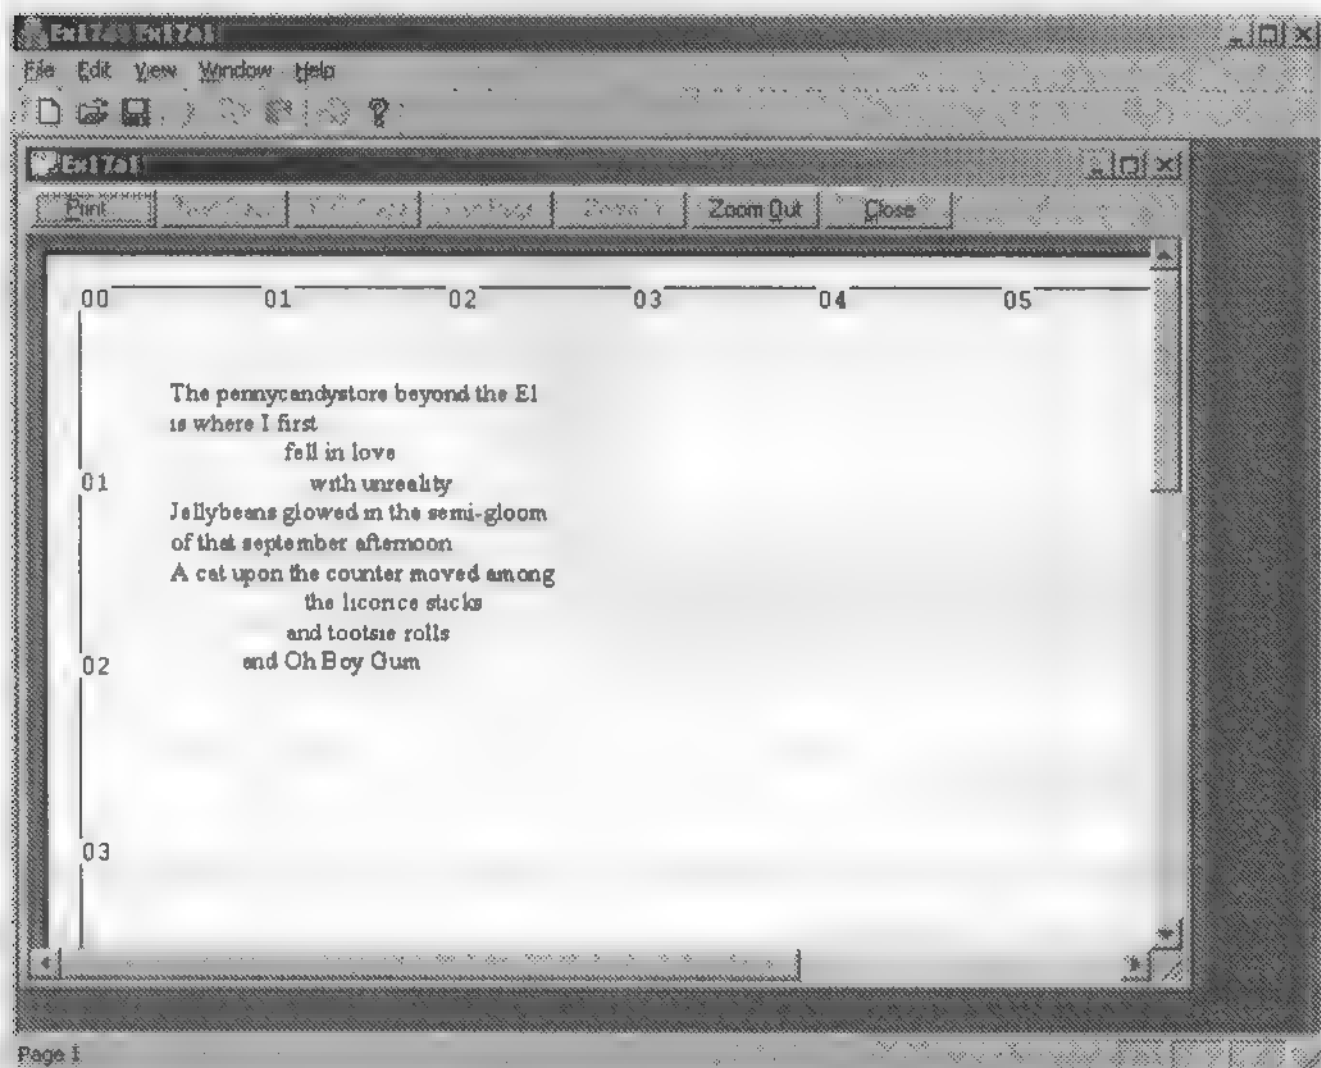 Ex17a1
File Edit View Window Help
Ex17a1
Print Zoom Out Close
00 01 02 03 04 05
The pennycandystore beyond the El
is where I first
fell in love
01
with unreality
Jellybeans glowed in the semi-gloom
of that september afternoon
A cat upon the counter moved among
the licorice sticks
and tootsie rolls
02
and Oh Boy Gum
03
Page 1